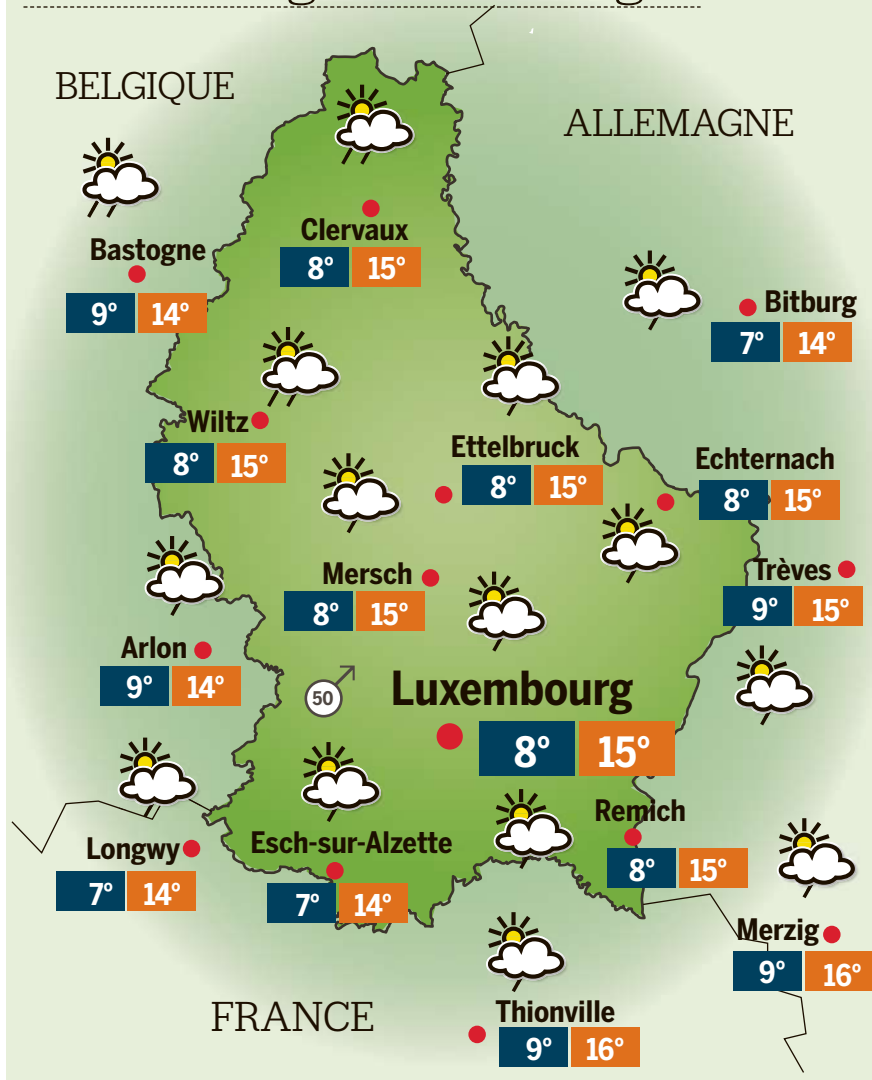 BELGIQUE
ALLEMAGNE
Clervaux
8° 15°
Bastogne
9° 14°
Bitburg
7° 14°
Wiltz
8° 15°
Ettelbruck
8° 15°
Echternach
8° 15°
Mersch
8° 15°
Trèves
9° 15°
Arlon
9° 14°
50
Luxembourg
8° 15°
Remich
8° 15°
Longwy
7° 14°
Esch-sur-Alzette
7° 14°
Merzig
9° 16°
FRANCE
Thionville
9° 16°